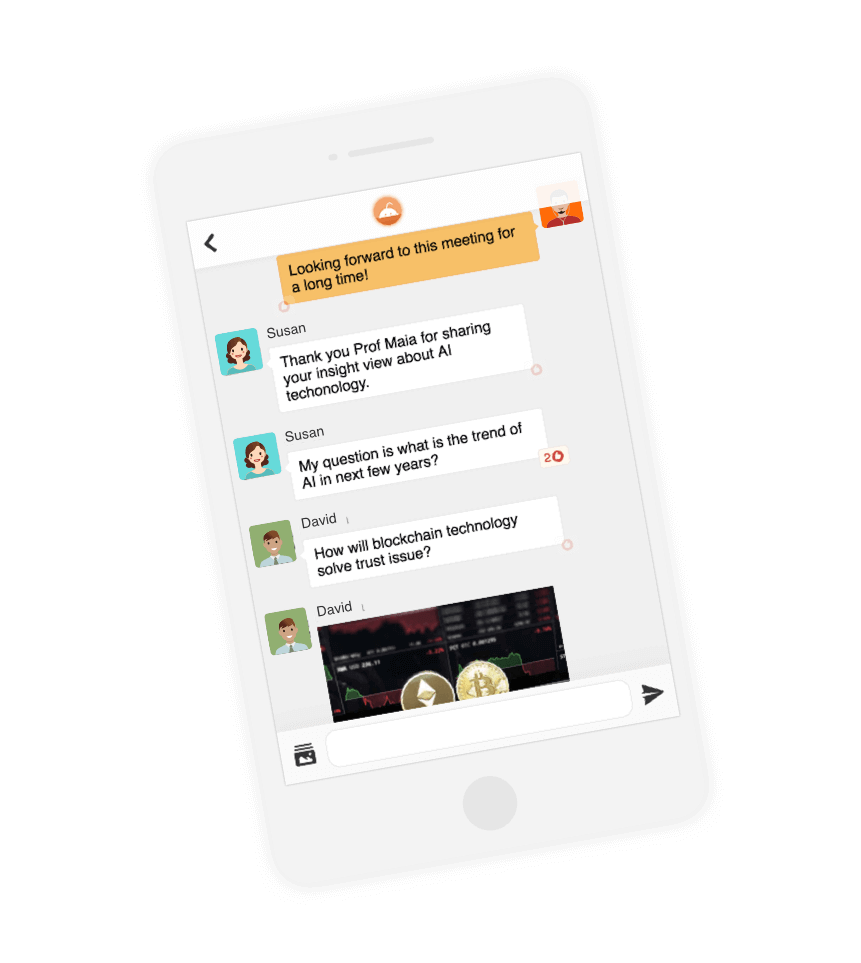 Looking forward to this meeting for
a long time!
Susan
Thank you Prof Maia for sharing
your insight view about AI
techonology.
Susan
My question is what is the trend of
AI in next few years?
2
David
How will blockchain technology
solve trust issue?
David